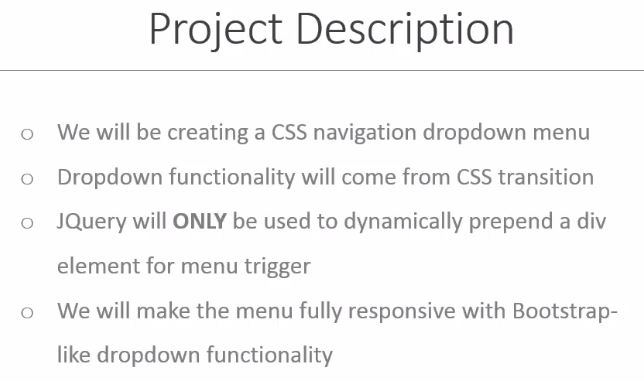 Project Description
○ We will be creating a CSS navigation dropdown menu
○ Dropdown functionality will come from CSS transition
○ JQuery will ONLY be used to dynamically prepend a div
element for menu trigger
○ We will make the menu fully responsive with Bootstrap-
like dropdown functionality